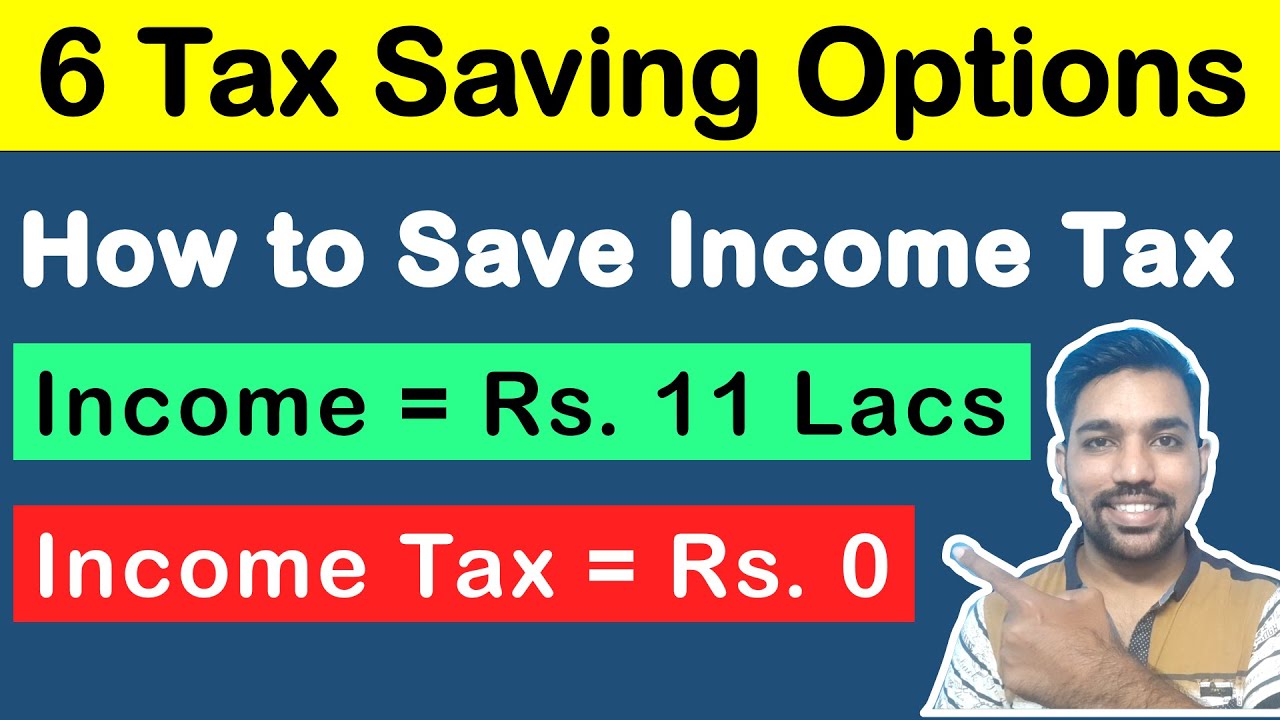 6 Tax Saving Options
How to Save Income Tax
Income = Rs. 11 Lacs
Income Tax = Rs. 0